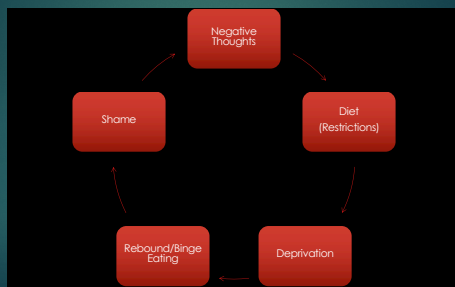 Negative
Thoughts
Diet
(Restrictions)
Deprivation
Rebound/Binge
Eating
Shame